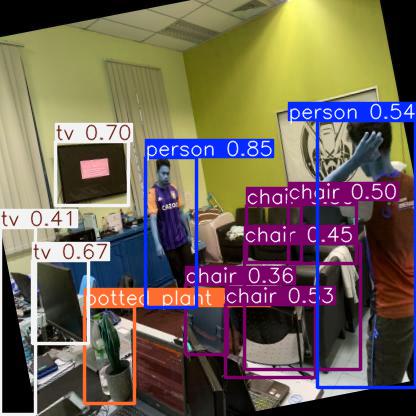 person 0.54
tv 0.70
person 0.85
chair
chair 0.50
tv 0.41
chair 0.45
tv 0.67
chair 0.36
potted plant
chair 0.53